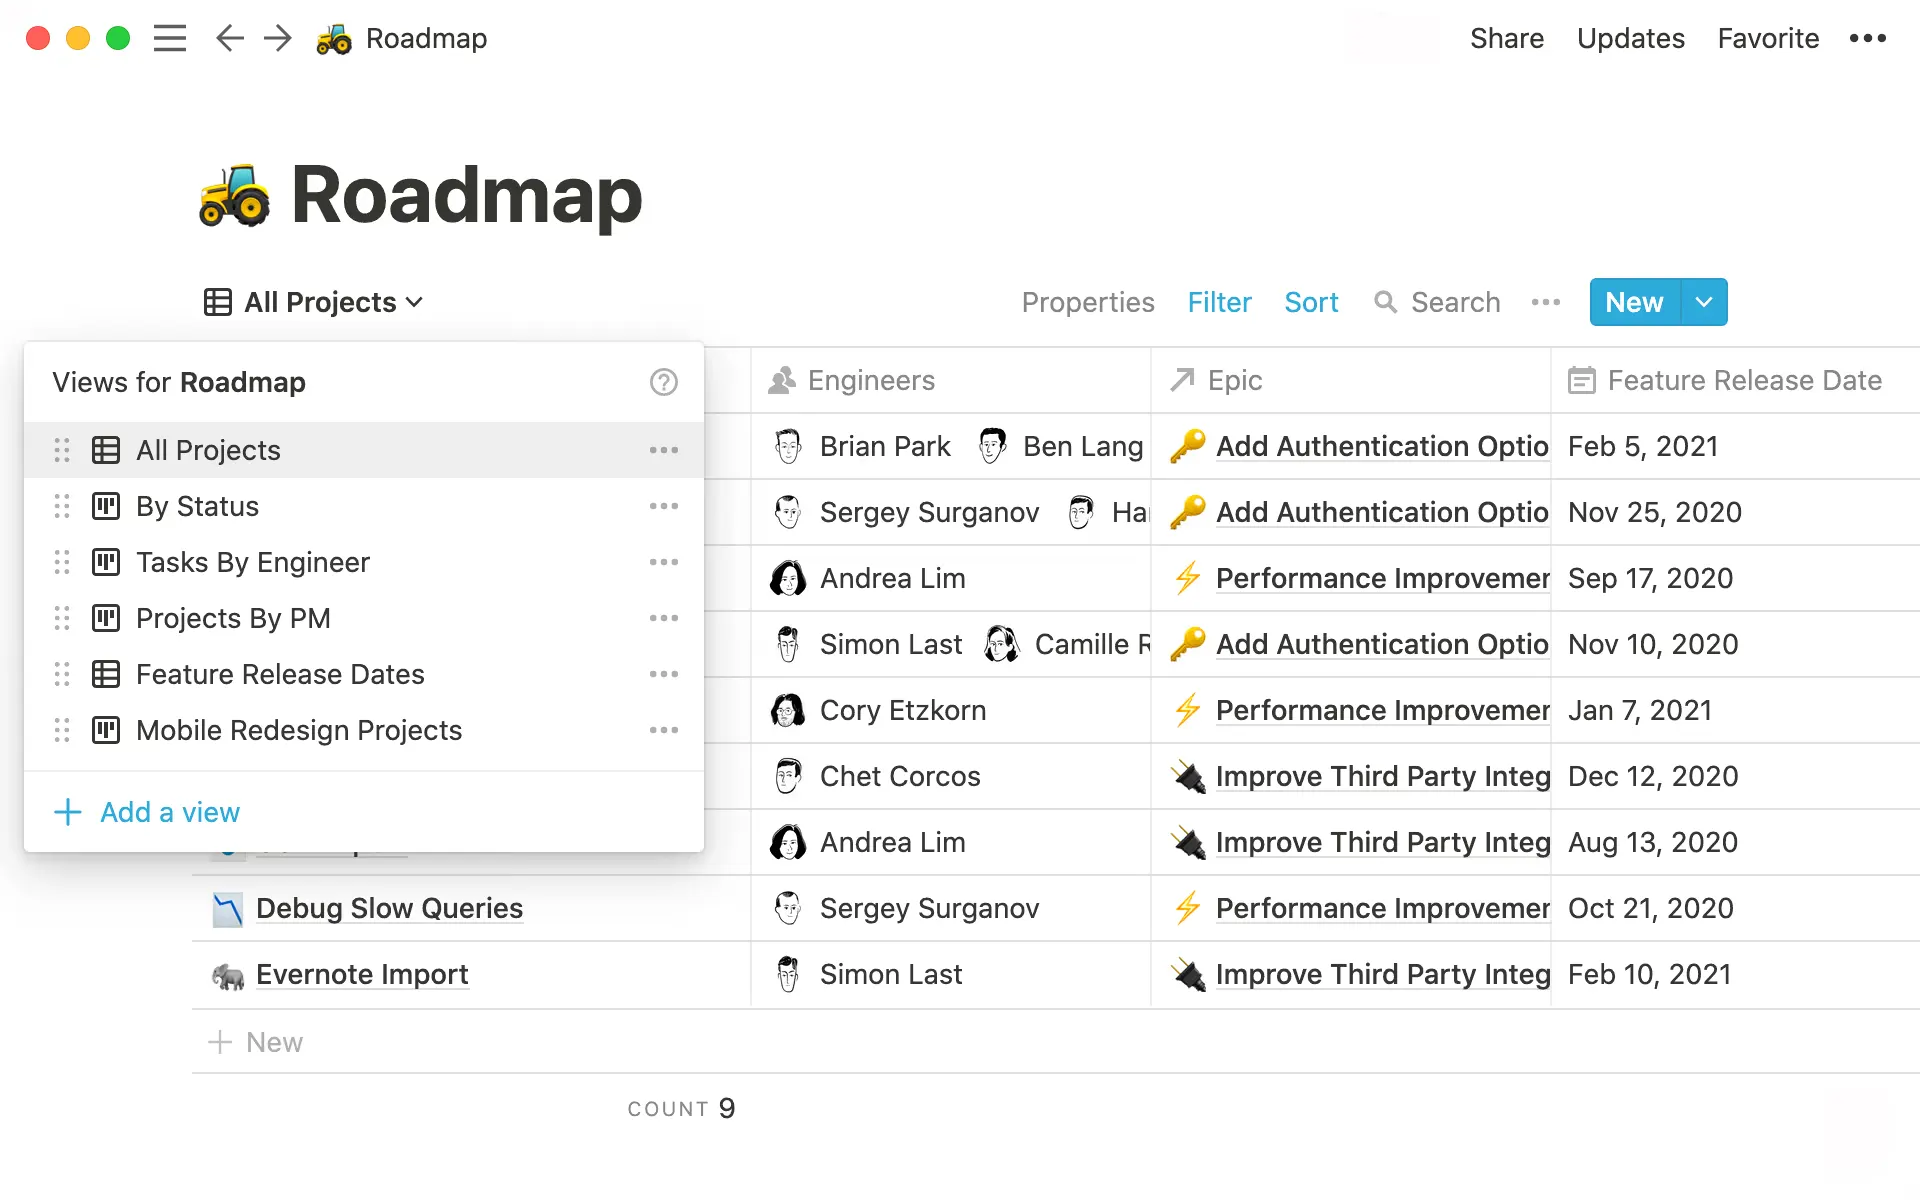 Roadmap
Share Updates Favorite
Roadmap
All Projects
Properties Filter Sort Search New
Views for Roadmap
All Projects
By Status
Tasks By Engineer
Projects By PM
Feature Release Dates
Mobile Redesign Projects
Add a view
Engineers Epic Feature Release Date
Brian Park Ben Lang Add Authentication Optio Feb 5, 2021
Sergey Surganov Ha Add Authentication Optio Nov 25, 2020
Andrea Lim Performance Improvemen Sep 17, 2020
Simon Last Camille R Add Authentication Optio Nov 10, 2020
Cory Etzkorn Performance Improvemen Jan 7, 2021
Chet Corcos Improve Third Party Integ Dec 12, 2020
Andrea Lim Improve Third Party Integ Aug 13, 2020
Debug Slow Queries Sergey Surganov Performance Improvemen Oct 21, 2020
Evernote Import Simon Last Improve Third Party Integ Feb 10, 2021
New
COUNT 9